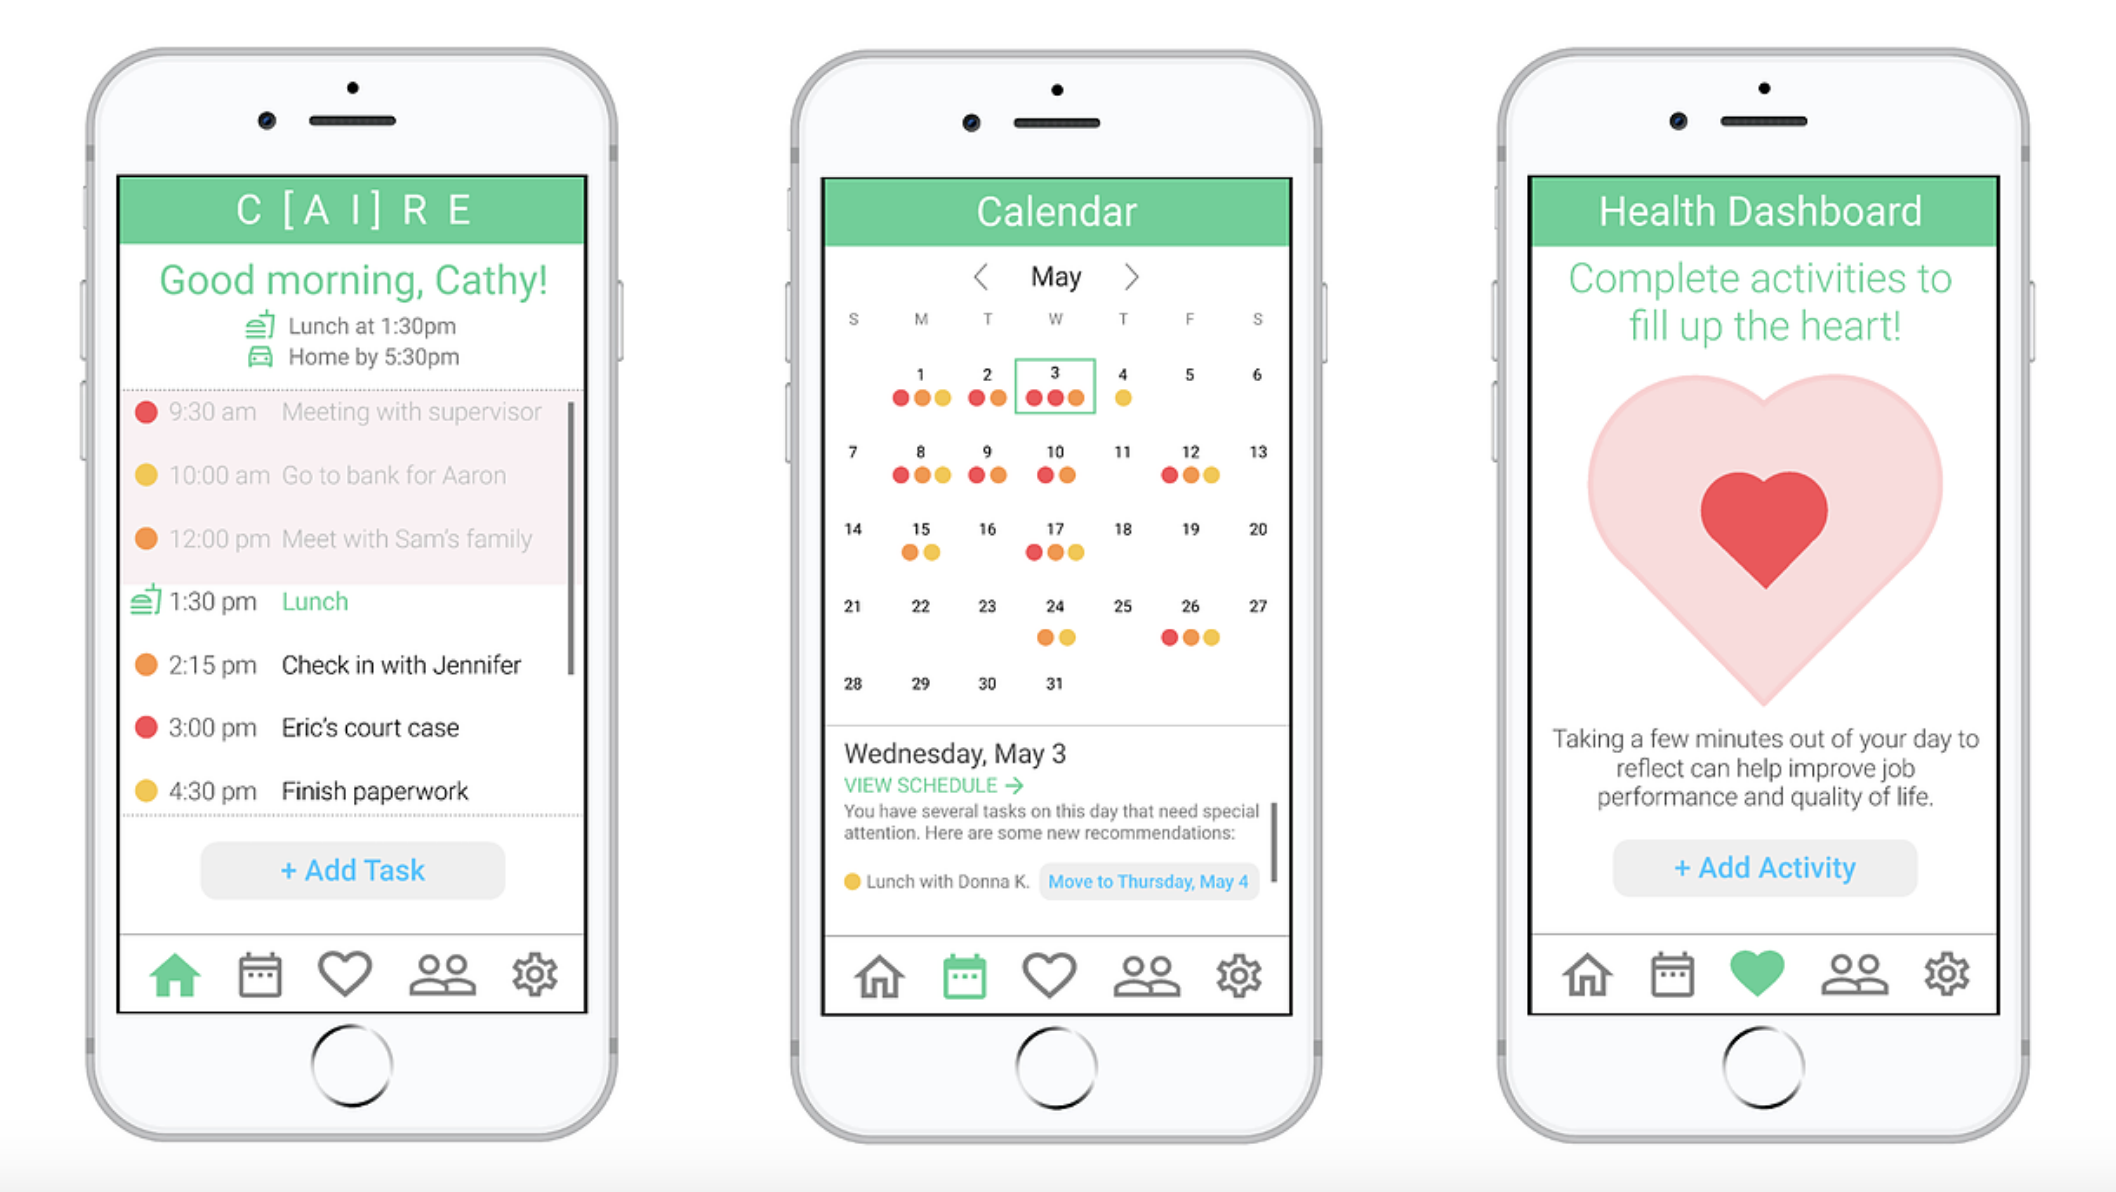 C [ A I ] R E
Good morning, Cathy!
Lunch at 1:30pm
Home by 5:30pm
9:30 am Meeting with supervisor
10:00 am Go to bank for Aaron
12:00 pm Meet with Sam's family
1:30 pm Lunch
2:15 pm Check in with Jennifer
3:00 pm Eric's court case
4:30 pm Finish paperwork
+ Add Task
Calendar
May
S M T W T F S
1 2 3 4 5 6
7 8 9 10 11 12 13
14 15 16 17 18 19 20
21 22 23 24 25 26 27
28 29 30 31
Wednesday, May 3
VIEW SCHEDULE →
You have several tasks on this day that need special
attention. Here are some new recommendations:
Lunch with Donna K. Move to Thursday, May 4
Health Dashboard
Complete activities to
fill up the heart!
Taking a few minutes out of your day to
reflect can help improve job
performance and quality of life.
+ Add Activity